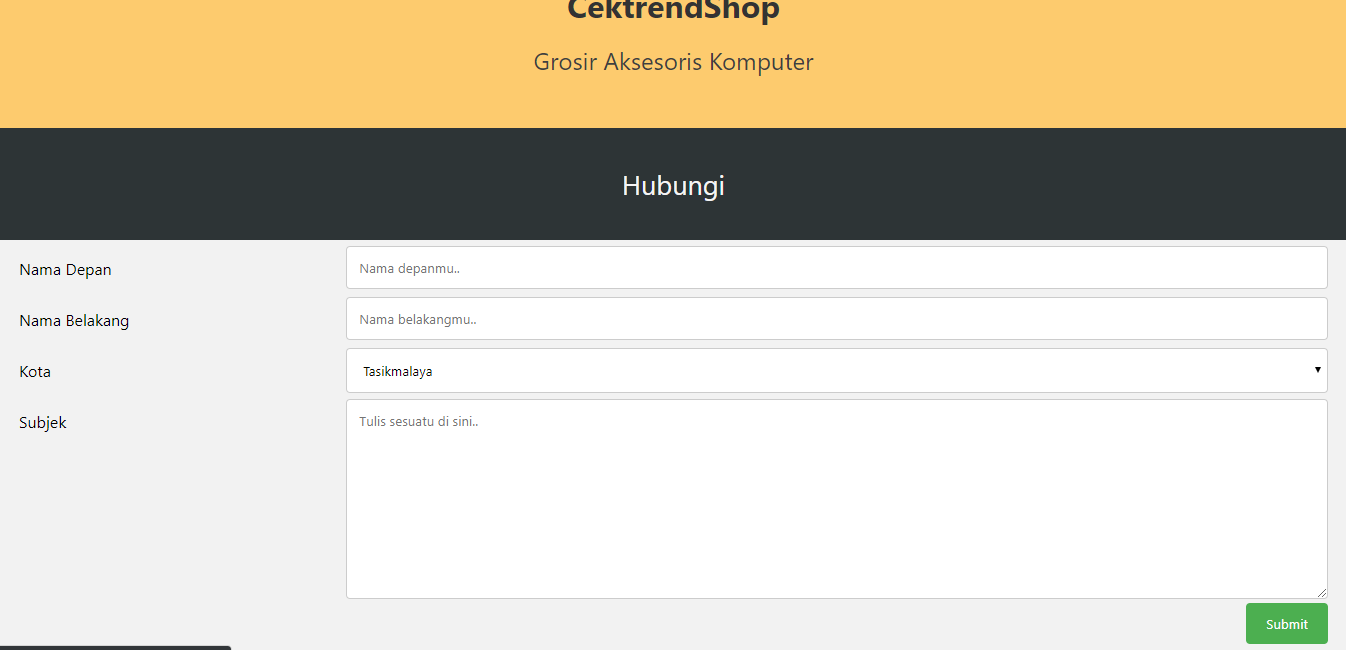 CektrendShop
Grosir Aksesoris Komputer
Hubungi
Nama Depan
Nama depanmu..
Nama Belakang
Nama belakangmu..
Kota
Tasikmalaya
Subjek
Tulis sesuatu di sini..
Submit